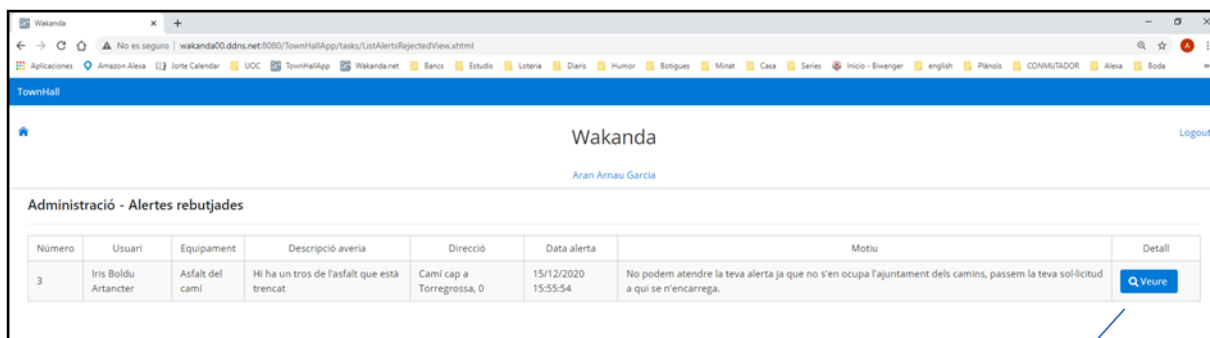 Wakanda
No es seguro | wakanda00.ddns.net:8080/TownHallApp/tasks/ListAlertsRejectedView.xhtml
Aplicaciones Amazon Alexa Jorte Calendar UOC TownHallApp Wakanda.net Bancs Estudis Loteria Diaris Humor Botigues Minat Casa Series Inicio - Biwenger english Plànols CONMUTADOR Alexa Boda »
TownHall
Wakanda
Logout
Aran Arnau Garcia
Administració - Alertes rebutjades
Número Usuari Equipament Descripció averia Direcció Data alerta Motiu Detall
3
Iris Boldu
Artancter
Asfalt del
camí
Hi ha un tros de l'asfalt que està
trencat
Camí cap a
Torregrossa, 0
15/12/2020
15:55:54
No podem atendre la teva alerta ja que no s'en ocupa l'ajuntament dels camins, passem la teva sol·licitud
a qui se n'encarrega.
Veure